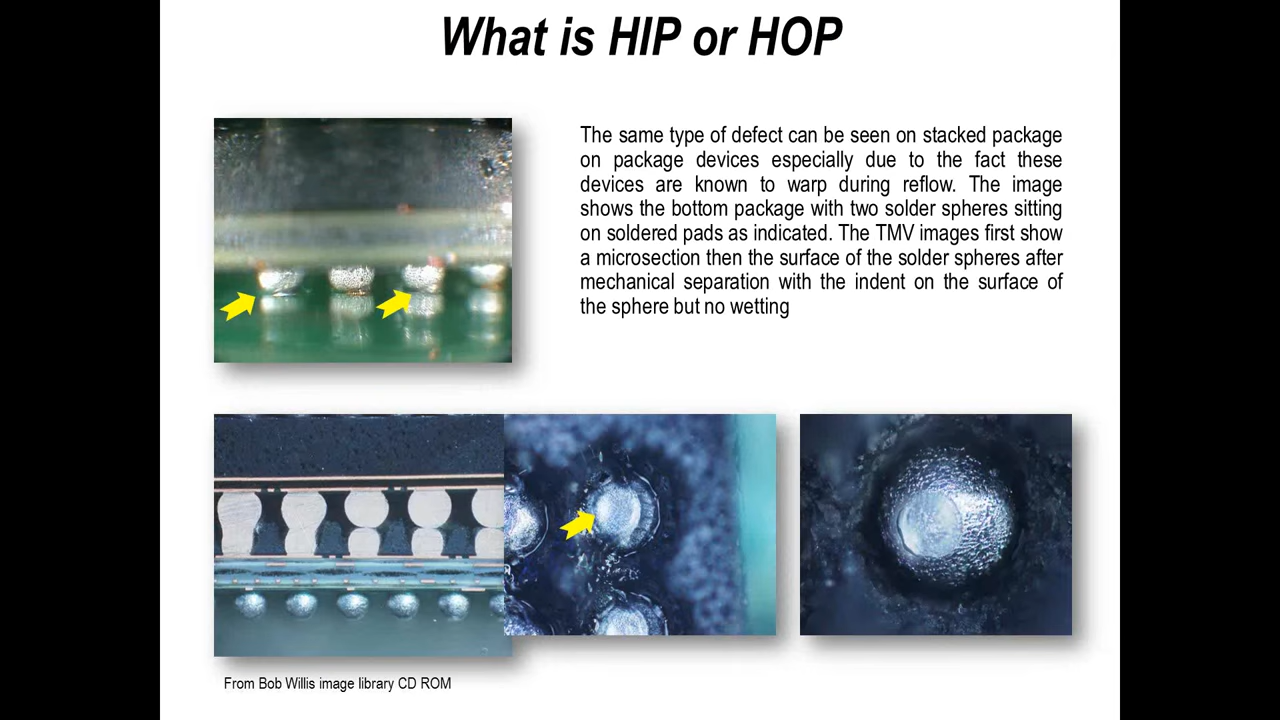 What is HIP or HOP
The same type of defect can be seen on stacked package
on package devices especially due to the fact these
devices are known to warp during reflow. The image
shows the bottom package with two solder spheres sitting
on soldered pads as indicated. The TMV images first show
a microsection then the surface of the solder spheres after
mechanical separation with the indent on the surface of
the sphere but no wetting
From Bob Willis image library CD ROM